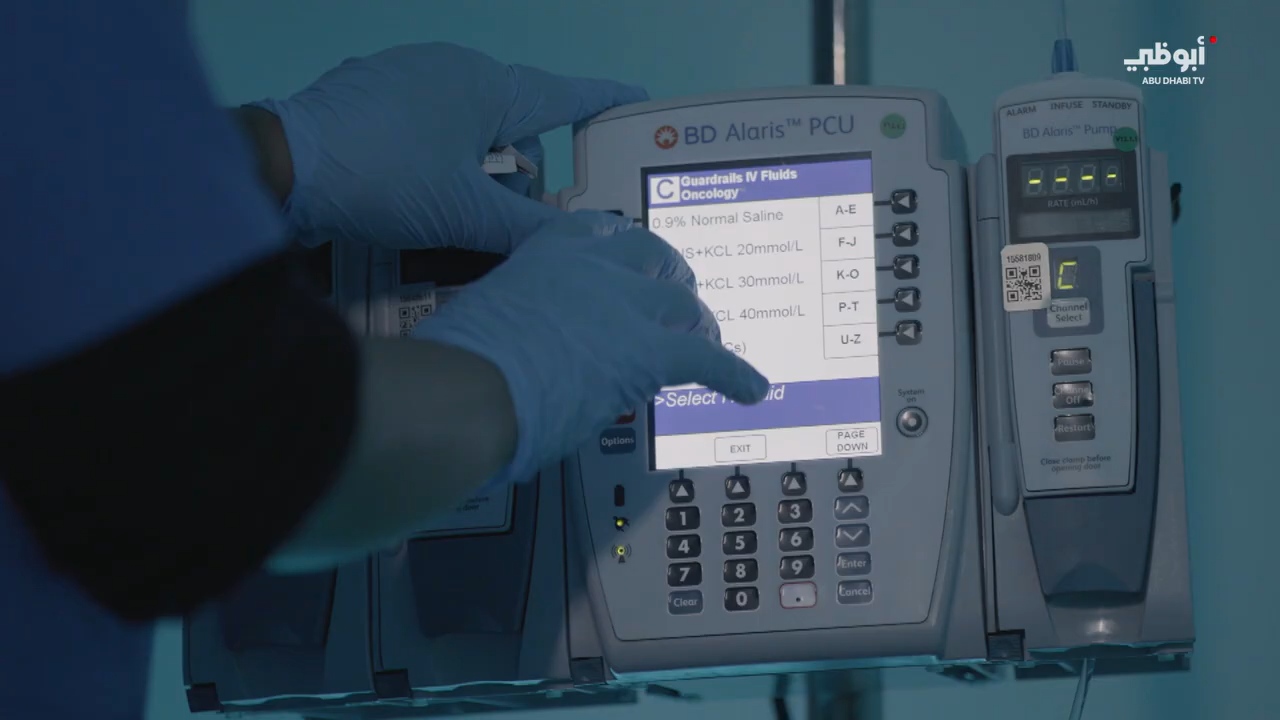 أبوظبي
ABU DHABI TV
BD Alaris™ PCU
C
Guardrails IV Fluids
Oncology
0.9% Normal Saline
A-E
+KCL 20mmol/L
F-J
+KCL 30mmol/L
K-O
KCL 40mmol/L
P-T
U-Z
>Select
EXIT
PAGE
DOWN
Options
System
on
1
2
3
4
5
6
7
8
9
Enter
Clear
0
.
Cancel
ALARM INFUSE STANDBY
BD Alaris™ Pump
- - - -
RATE (mL/h)
15581809
C
Channel
Select
Pause
Off
Restart
Close clamp before
opening door